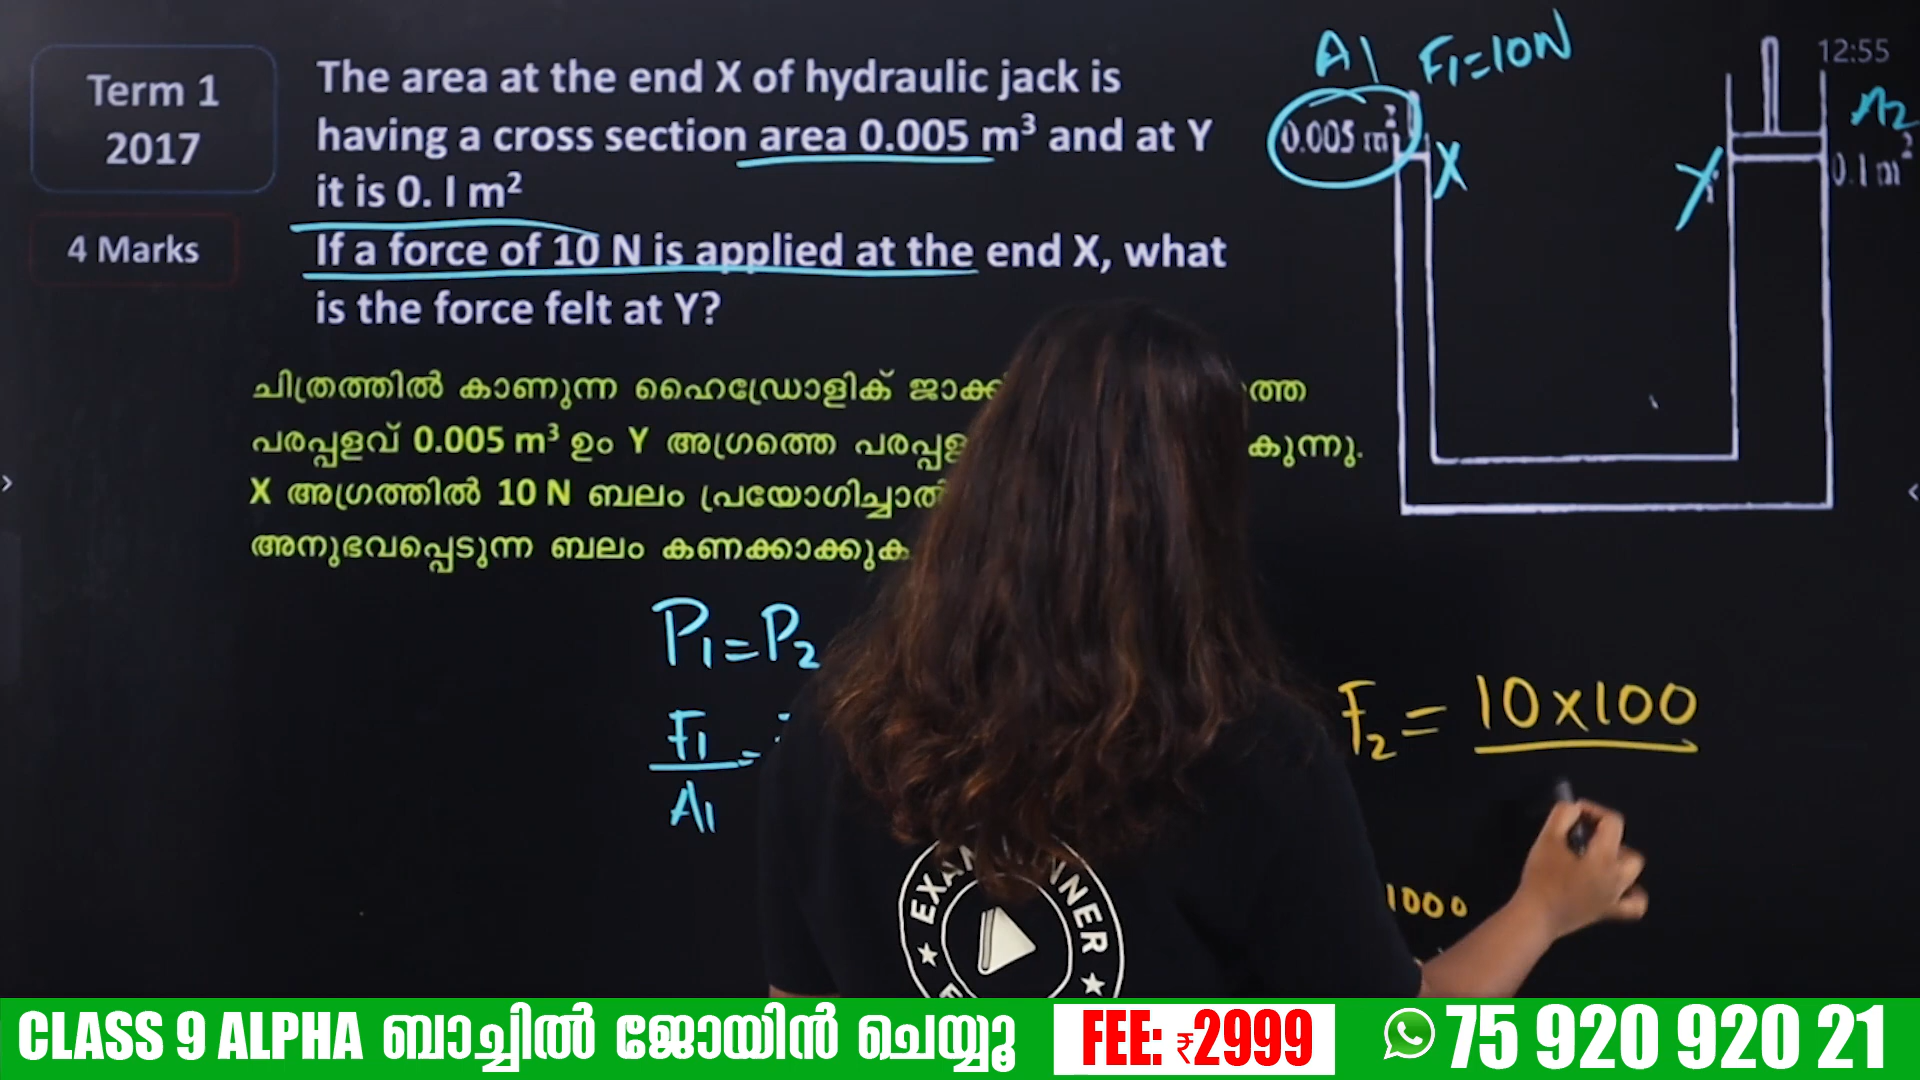 Term 1
2017
4 Marks
The area at the end X of hydraulic jack is
having a cross section area 0.005 m³ and at Y
it is 0. I m²
If a force of 10 N is applied at the end X, what
is the force felt at Y?
A1 F1=10N
12:55
0.005 m²
X
Y
A2
0.1 m²
ചിത്രത്തിൽ കാണുന്ന ഹൈഡ്രോളിക് ജാക്കി
പരപ്പളവ് 0.005 m³ ഉം Y അഗ്രത്തെ പരപ്പള കുന്നു.
X അഗ്രത്തിൽ 10 N ബലം പ്രയോഗിച്ചാൽ
അനുഭവപ്പെടുന്ന ബലം കണക്കാക്കുക
P1=P2
F1
A1
=
F2 = 10x100
1000
EXAM WINNER
CLASS 9 ALPHA ബാച്ചിൽ ജോയിൻ ചെയ്യൂ FEE: ₹2999 75 920 920 21